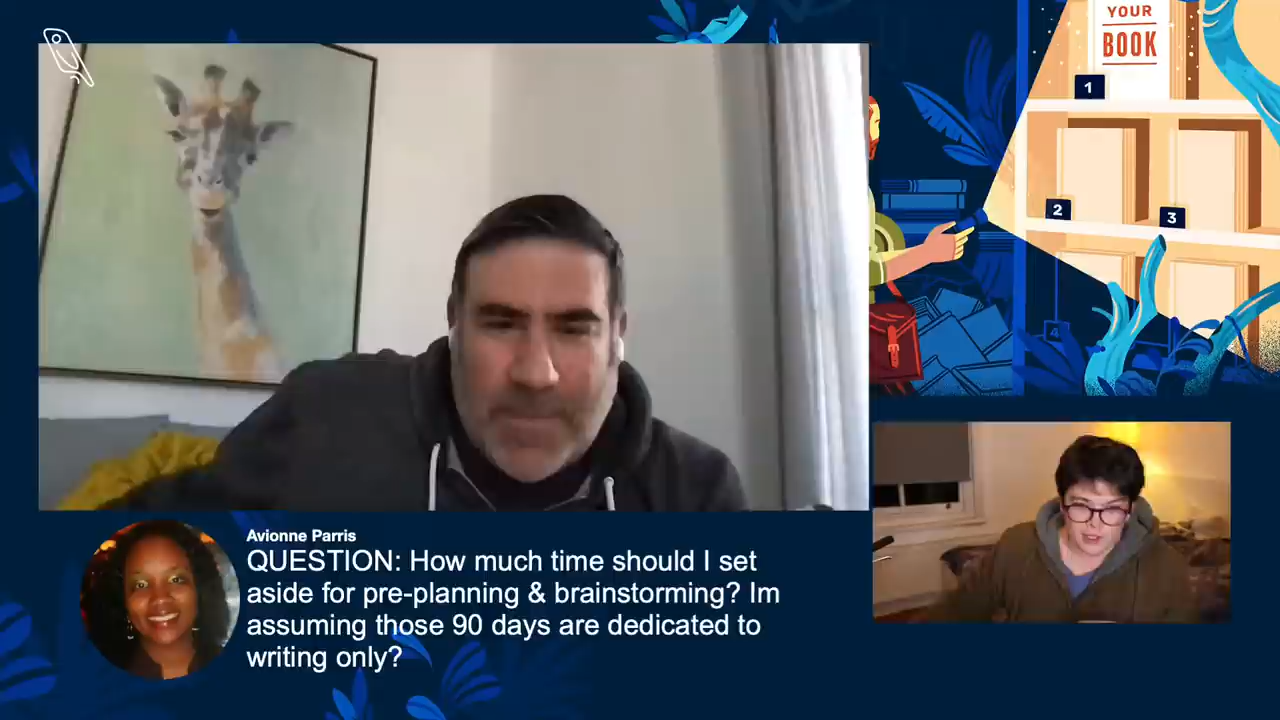 YOUR
BOOK
1
2
3
4
Avionne Parris
QUESTION: How much time should I set
aside for pre-planning & brainstorming? Im
assuming those 90 days are dedicated to
writing only?